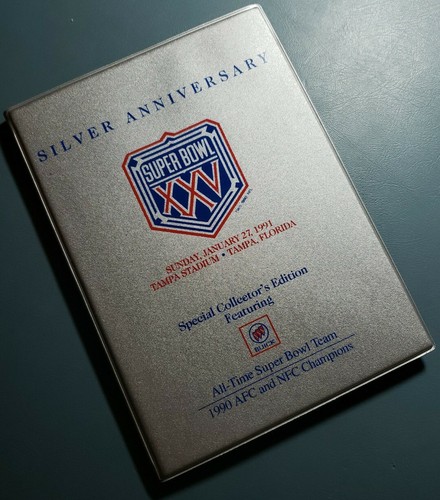 SILVER ANNIVERSARY
SUPER BOWL
XXV
SUNDAY, JANUARY 27, 1991
TAMPA STADIUM • TAMPA, FLORIDA
Special Collector's Edition
Featuring
BUICK
All-Time Super Bowl Team
1990 AFC and NFC Champions